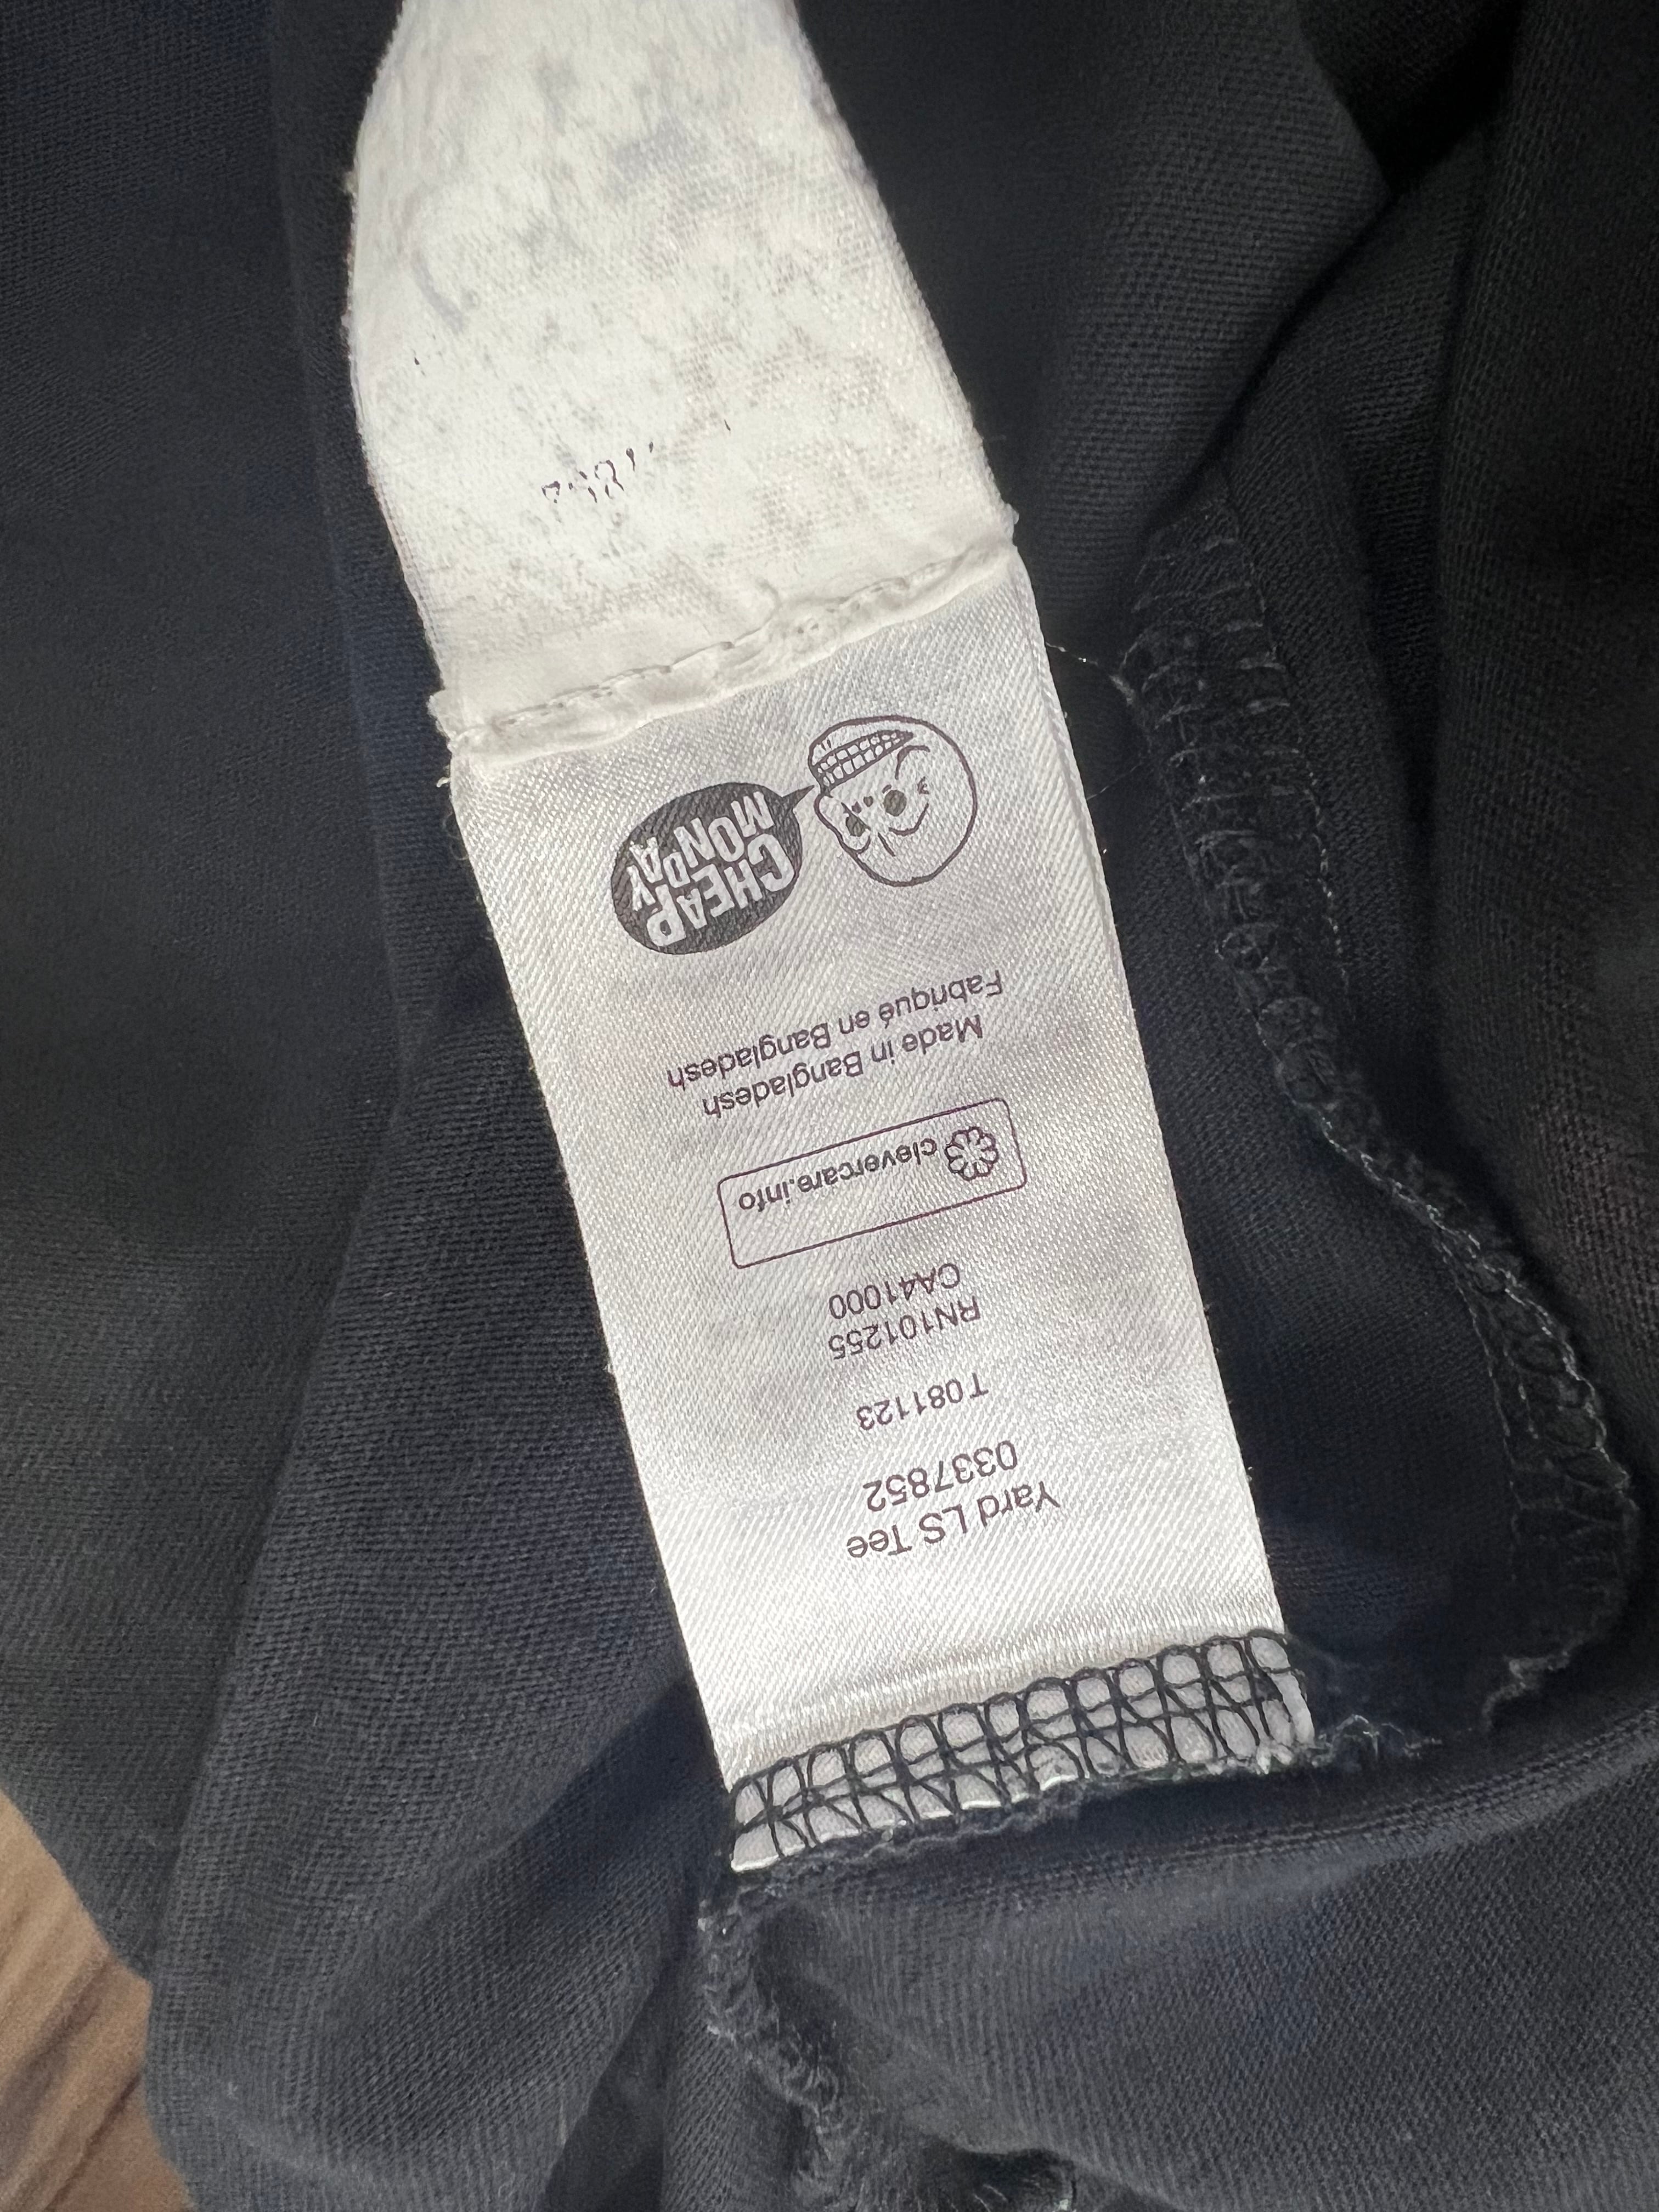 Yard LS Tee
0337852
T081123
RN101255
CA41000
clevercare.info
Made in Bangladesh
Fabriqué en Bangladesh
CHEAP
MONDAY